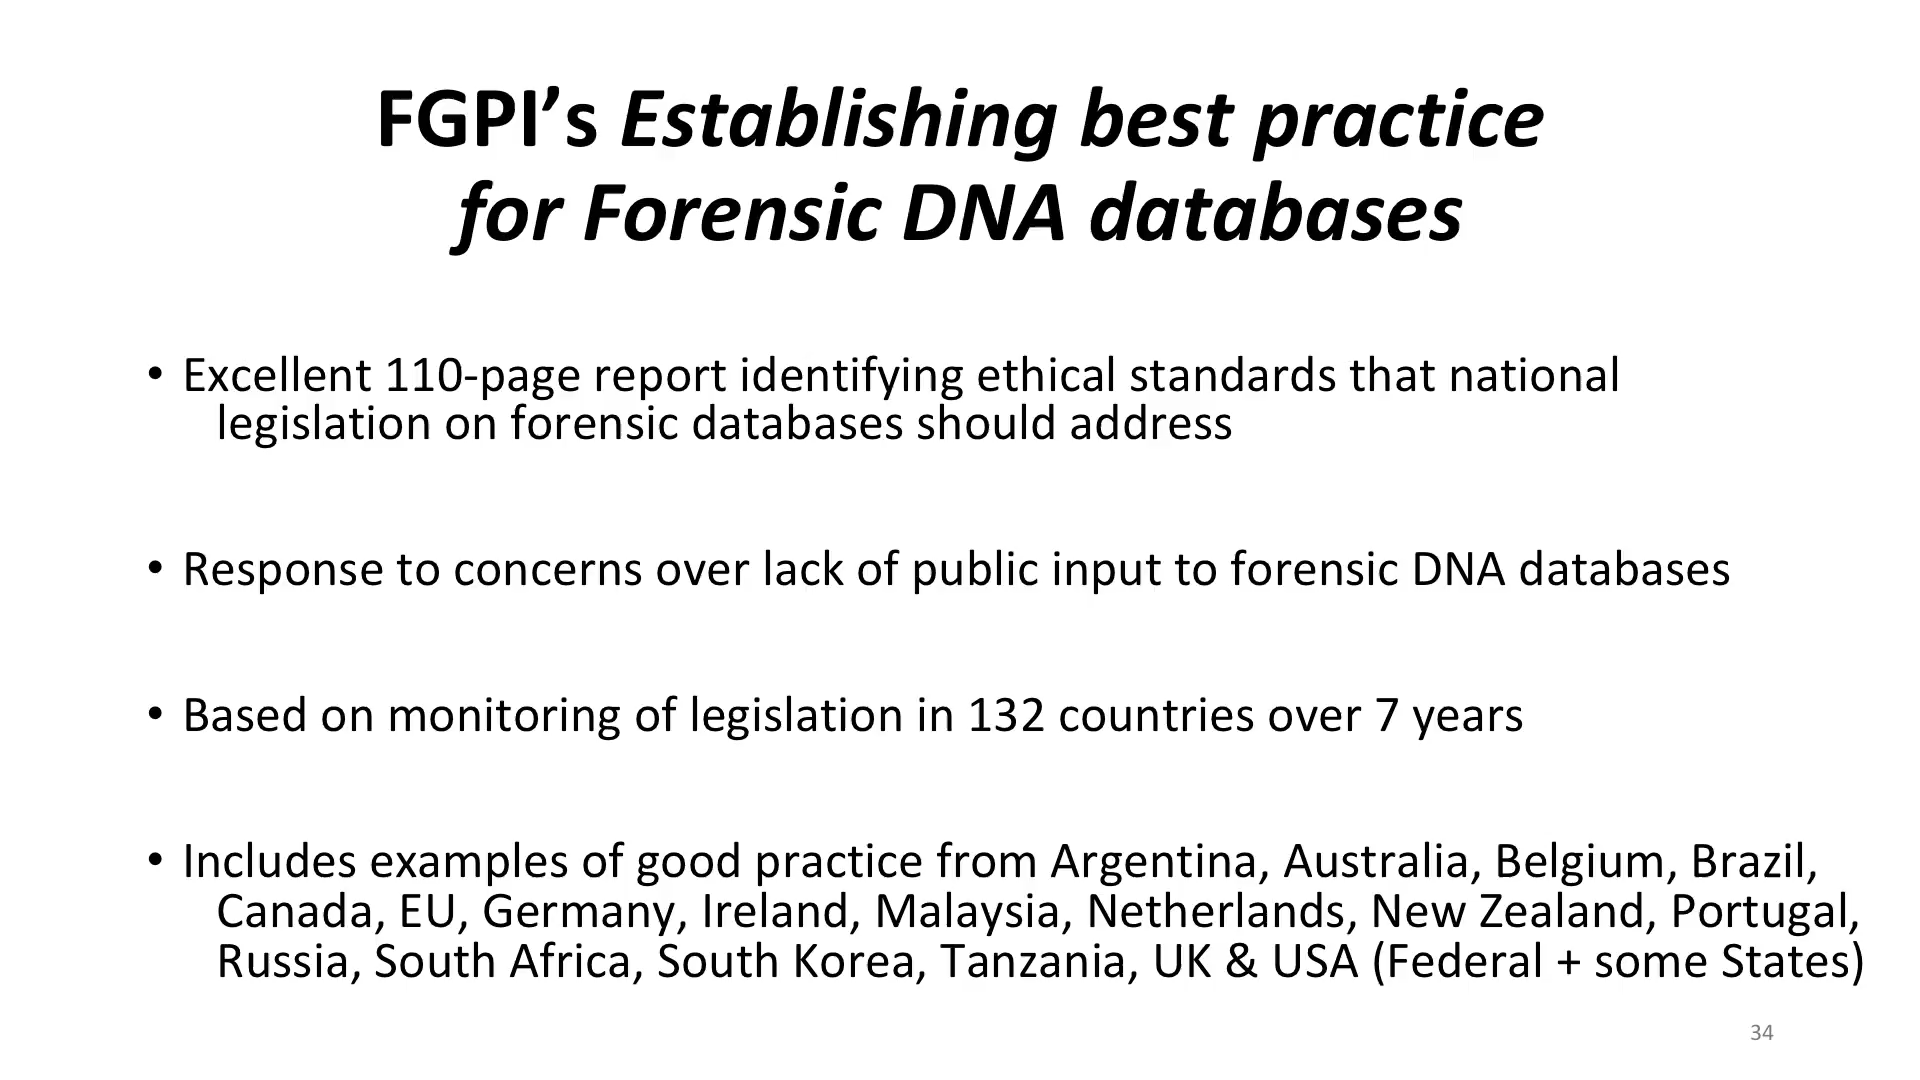 FGPI’s Establishing best practice
for Forensic DNA databases
• Excellent 110-page report identifying ethical standards that national
legislation on forensic databases should address
• Response to concerns over lack of public input to forensic DNA databases
• Based on monitoring of legislation in 132 countries over 7 years
• Includes examples of good practice from Argentina, Australia, Belgium, Brazil,
Canada, EU, Germany, Ireland, Malaysia, Netherlands, New Zealand, Portugal,
Russia, South Africa, South Korea, Tanzania, UK & USA (Federal + some States)
34